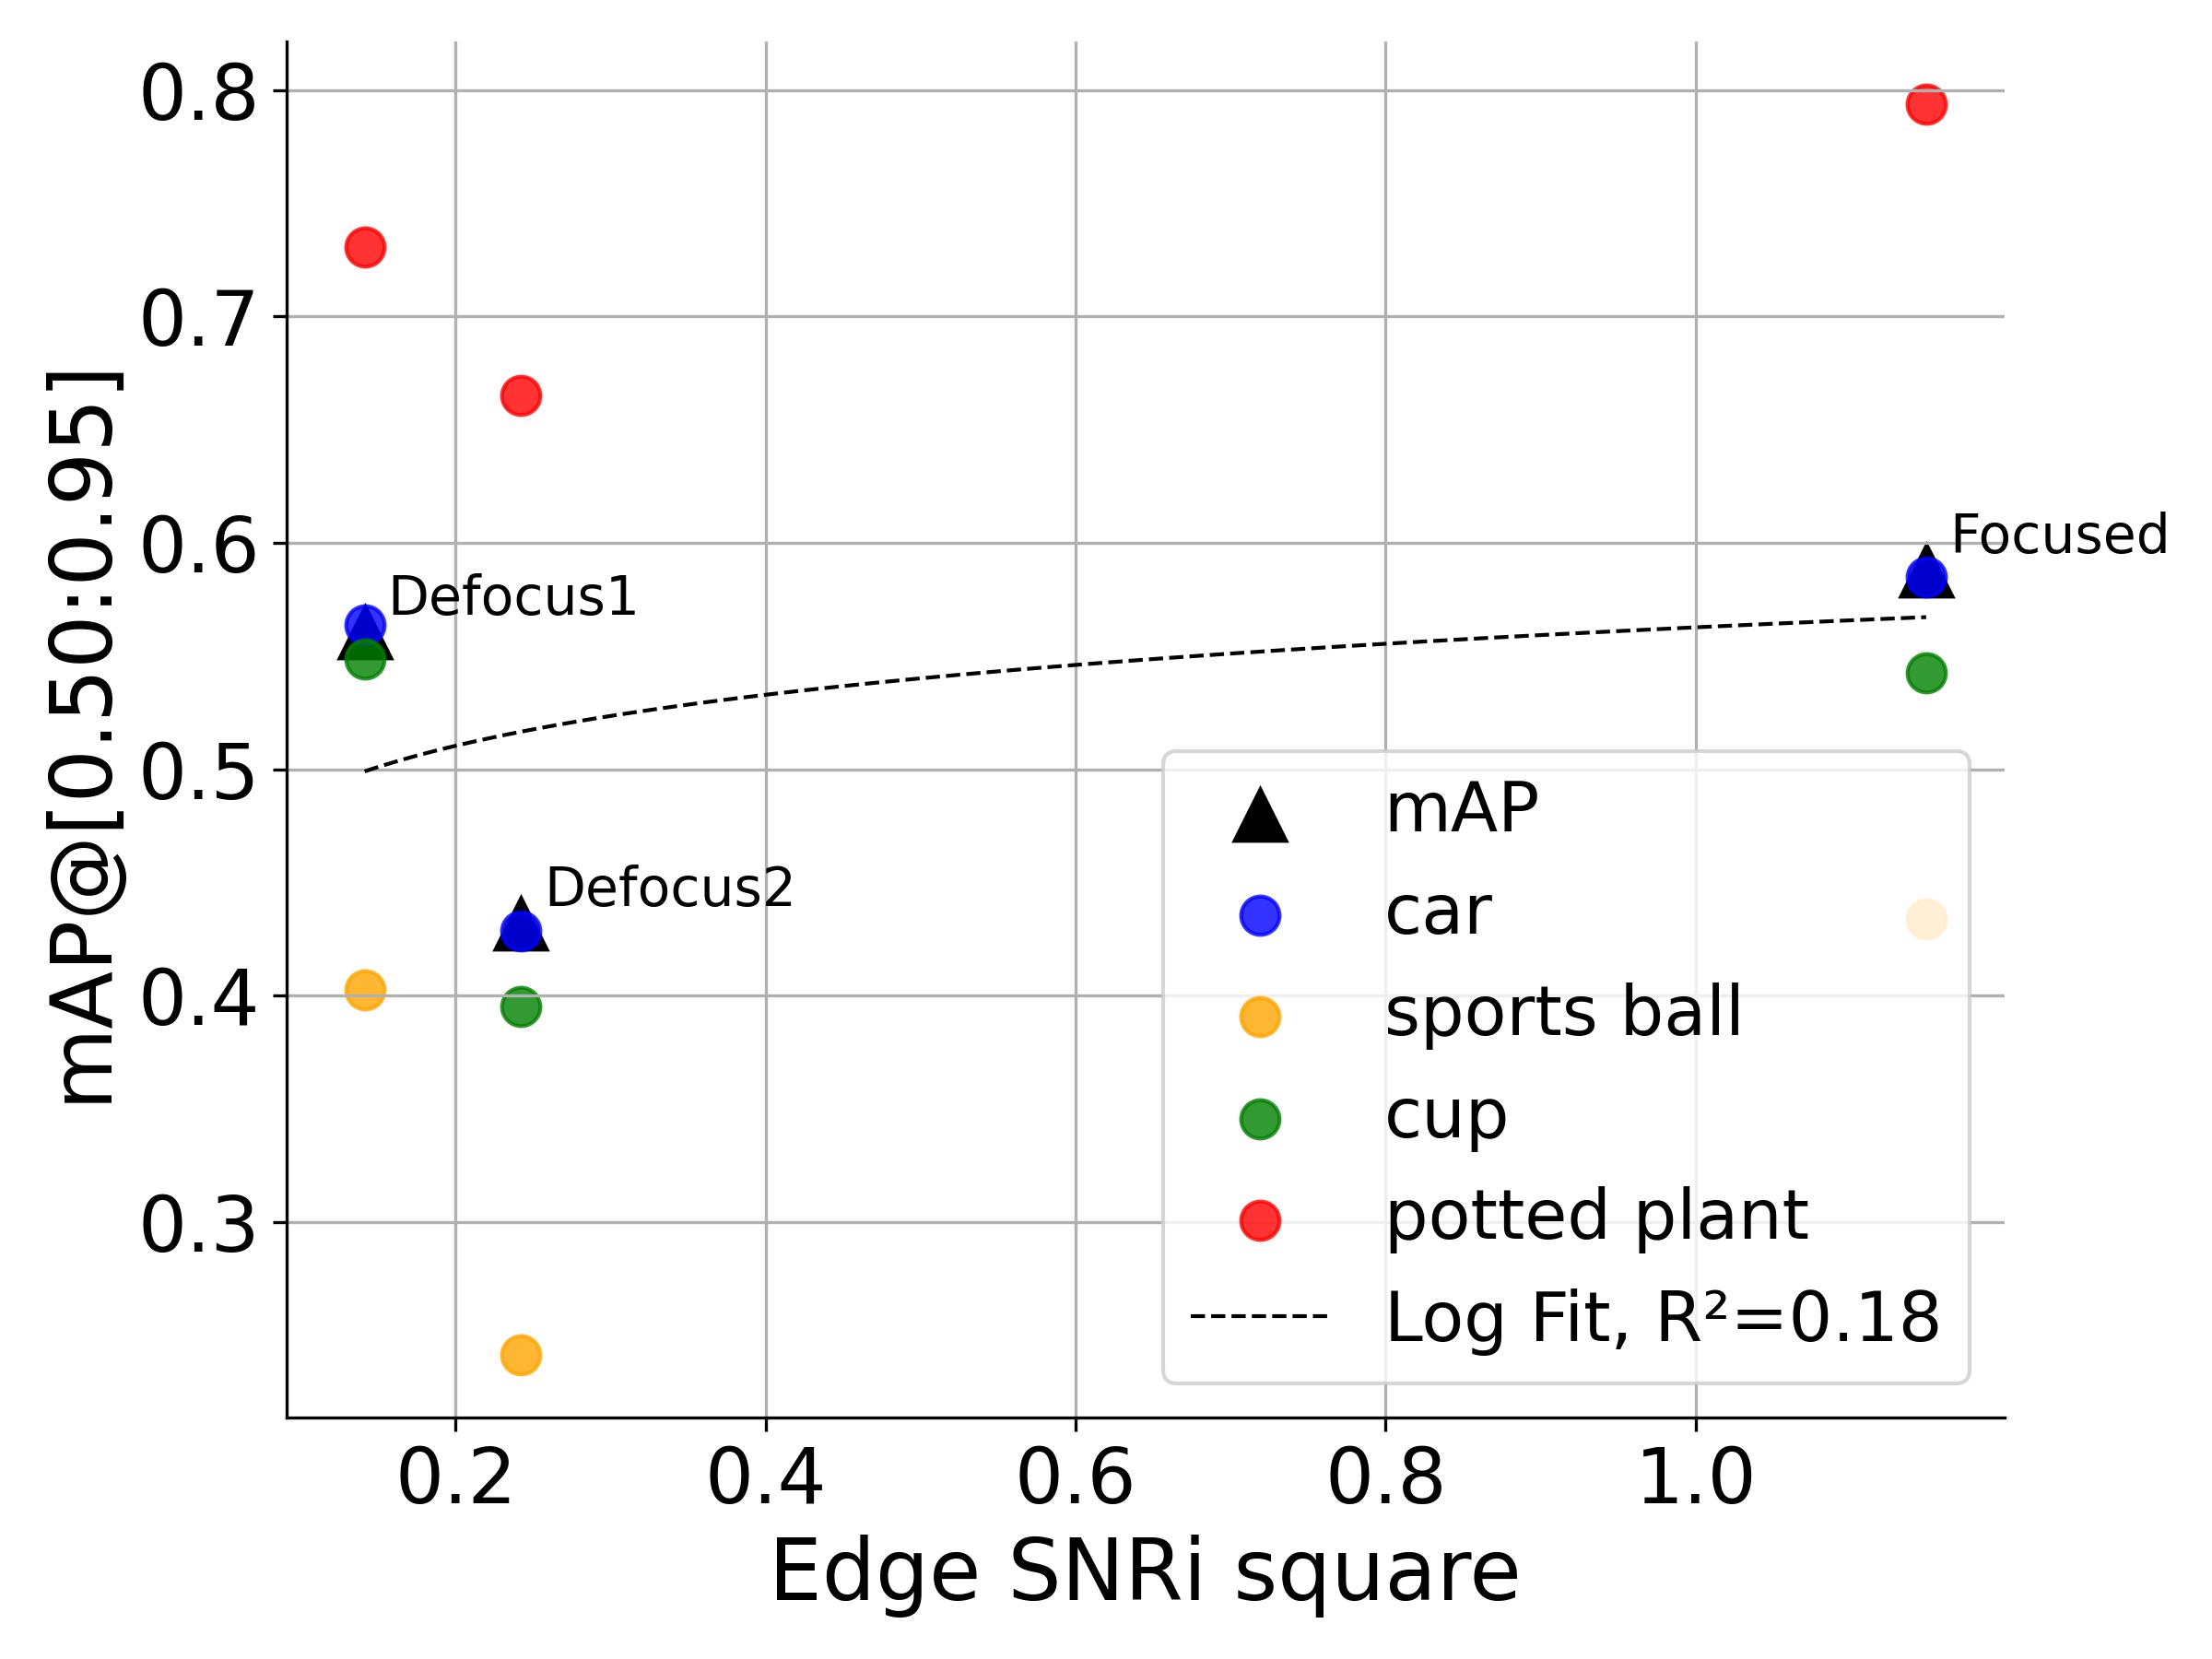 0.8
0.7
0.6
0.5
0.4
0.3
mAP@[0.50:0.95]
Focused
Defocus1
Defocus2
mAP
car
sports ball
cup
potted plant
Log Fit, R²=0.18
0.2 0.4 0.6 0.8 1.0
Edge SNRi square